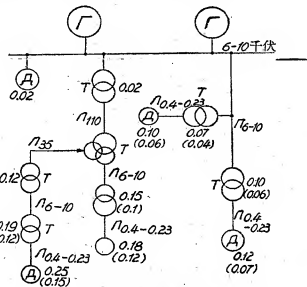 Г
Г
6-10千伏
Д
0.02
Т
0.02
Л110
Л35
Т
Л0.4-0.23
Д
0.10
(0.06)
0.07
(0.04)
Л6-10
0.12
Т
Л6-10
Л6-10
0.15
(0.1)
Т
0.10
(0.06)
0.19
0.12)
Т
Л0.4-0.23
0.18
(0.12)
Л0.4
-0.23
Л0.4-0.23
Д
0.25
(0.15)
Д
0.12
(0.07)